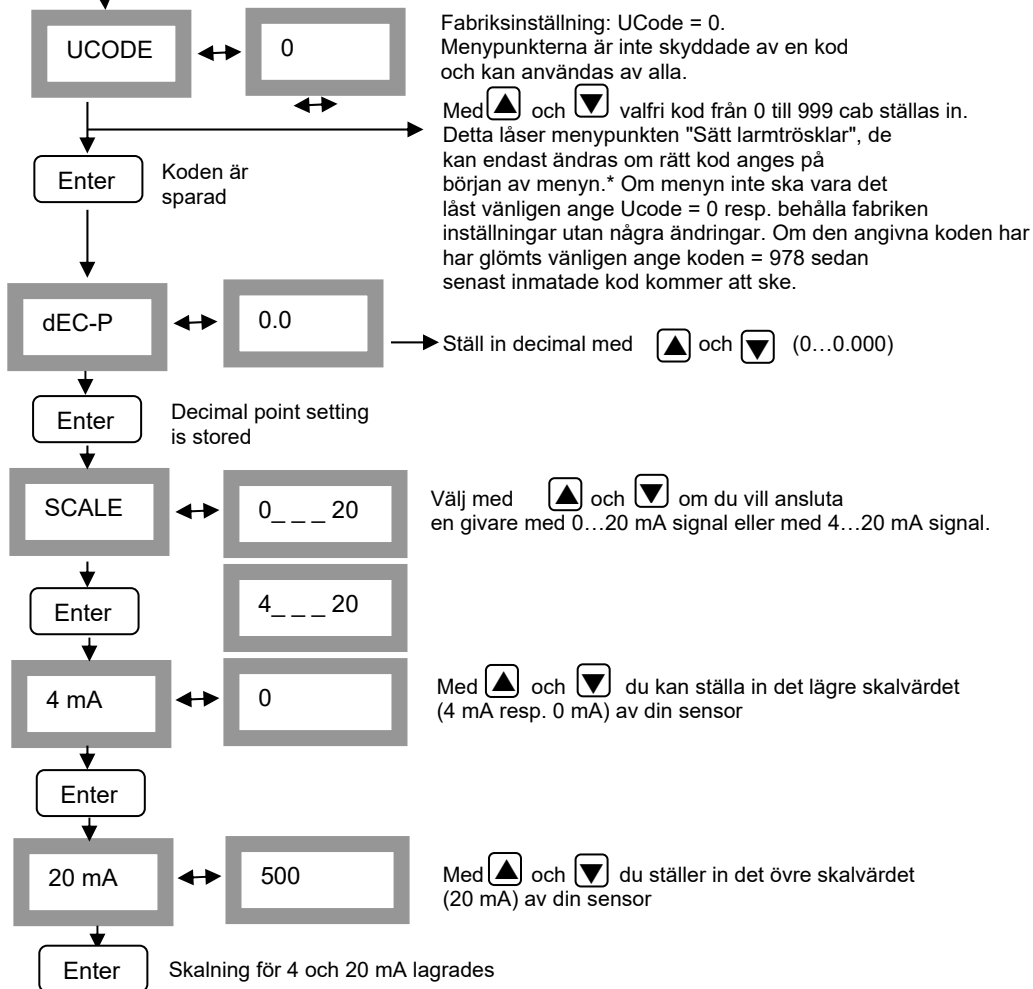 UCODE
0
Fabriksinställning: UCode = 0.
Menypunkterna är inte skyddade av en kod
och kan användas av alla.
Med ▲ och ▼ valfri kod från 0 till 999 cab ställas in.
Detta låser menypunkten "Sätt larmtrösklar", de
kan endast ändras om rätt kod anges på
början av menyn.* Om menyn inte ska vara det
låst vänligen ange Ucode = 0 resp. behålla fabriken
inställningar utan några ändringar. Om den angivna koden har
har glömts vänligen ange koden = 978 sedan
senast inmatade kod kommer att ske.
Enter
Koden är
sparad
dEC-P
0.0
Ställ in decimal med ▲ och ▼ (0…0.000)
Enter
Decimal point setting
is stored
SCALE
0_ _ _ 20
Välj med ▲ och ▼ om du vill ansluta
en givare med 0…20 mA signal eller med 4…20 mA signal.
Enter
4_ _ _ 20
4 mA
0
Med ▲ och ▼ du kan ställa in det lägre skalvärdet
(4 mA resp. 0 mA) av din sensor
Enter
20 mA
500
Med ▲ och ▼ du ställer in det övre skalvärdet
(20 mA) av din sensor
Enter
Skalning för 4 och 20 mA lagrades